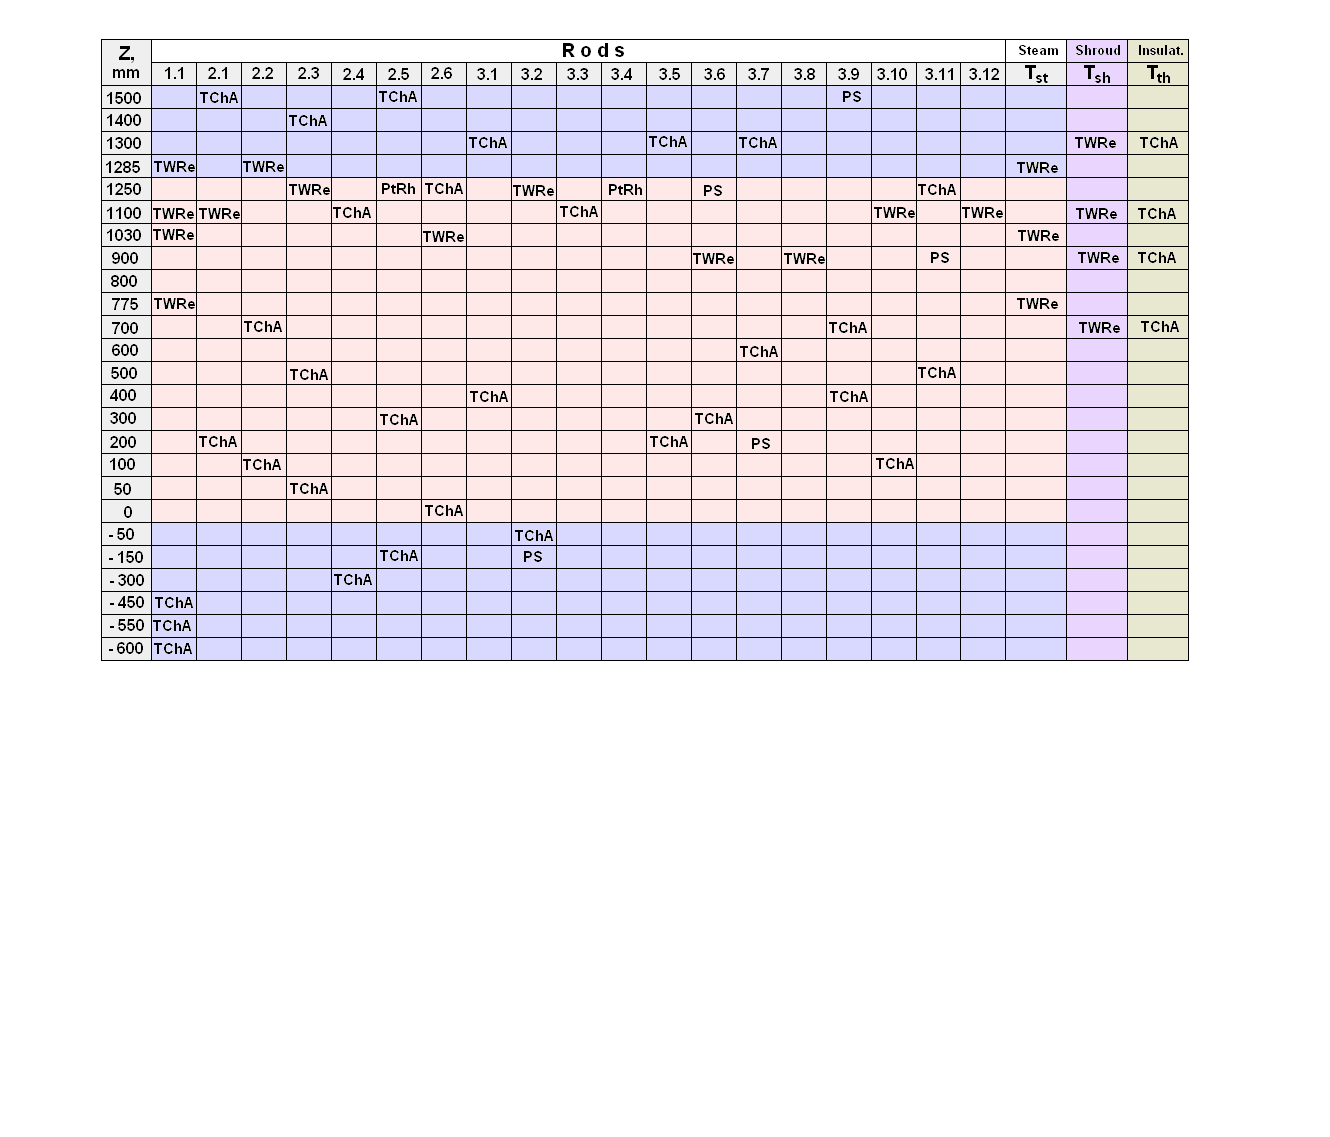 Z, mm Rods Steam Shroud Insulat.
1.1 2.1 2.2 2.3 2.4 2.5 2.6 3.1 3.2 3.3 3.4 3.5 3.6 3.7 3.8 3.9 3.10 3.11 3.12 Tst Tsh Tth
1500 TChA TChA PS
1400 TChA
1300 TChA TChA TChA TWRe TChA
1285 TWRe TWRe TWRe
1250 TWRe PtRh TChA TWRe PtRh PS TChA
1100 TWRe TWRe TChA TChA TWRe TWRe TWRe TChA
1030 TWRe TWRe TWRe
900 TWRe TWRe PS TWRe TChA
800
775 TWRe TWRe
700 TChA TChA TWRe TChA
600 TChA
500 TChA TChA
400 TChA TChA
300 TChA TChA
200 TChA TChA PS
100 TChA TChA
50 TChA
0 TChA
-50 TChA
-150 TChA PS
-300 TChA
-450 TChA
-550 TChA
-600 TChA